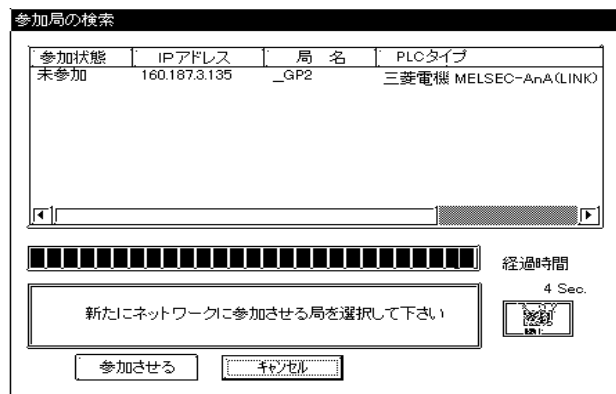 参加局の検索
参加状態 IPアドレス 局 名 PLCタイプ
未参加 160.187.3.135 _GP2 三菱電機 MELSEC-AnA(LINK)
経過時間
4 Sec.
新たにネットワークに参加させる局を選択して下さい
参加させる キャンセル